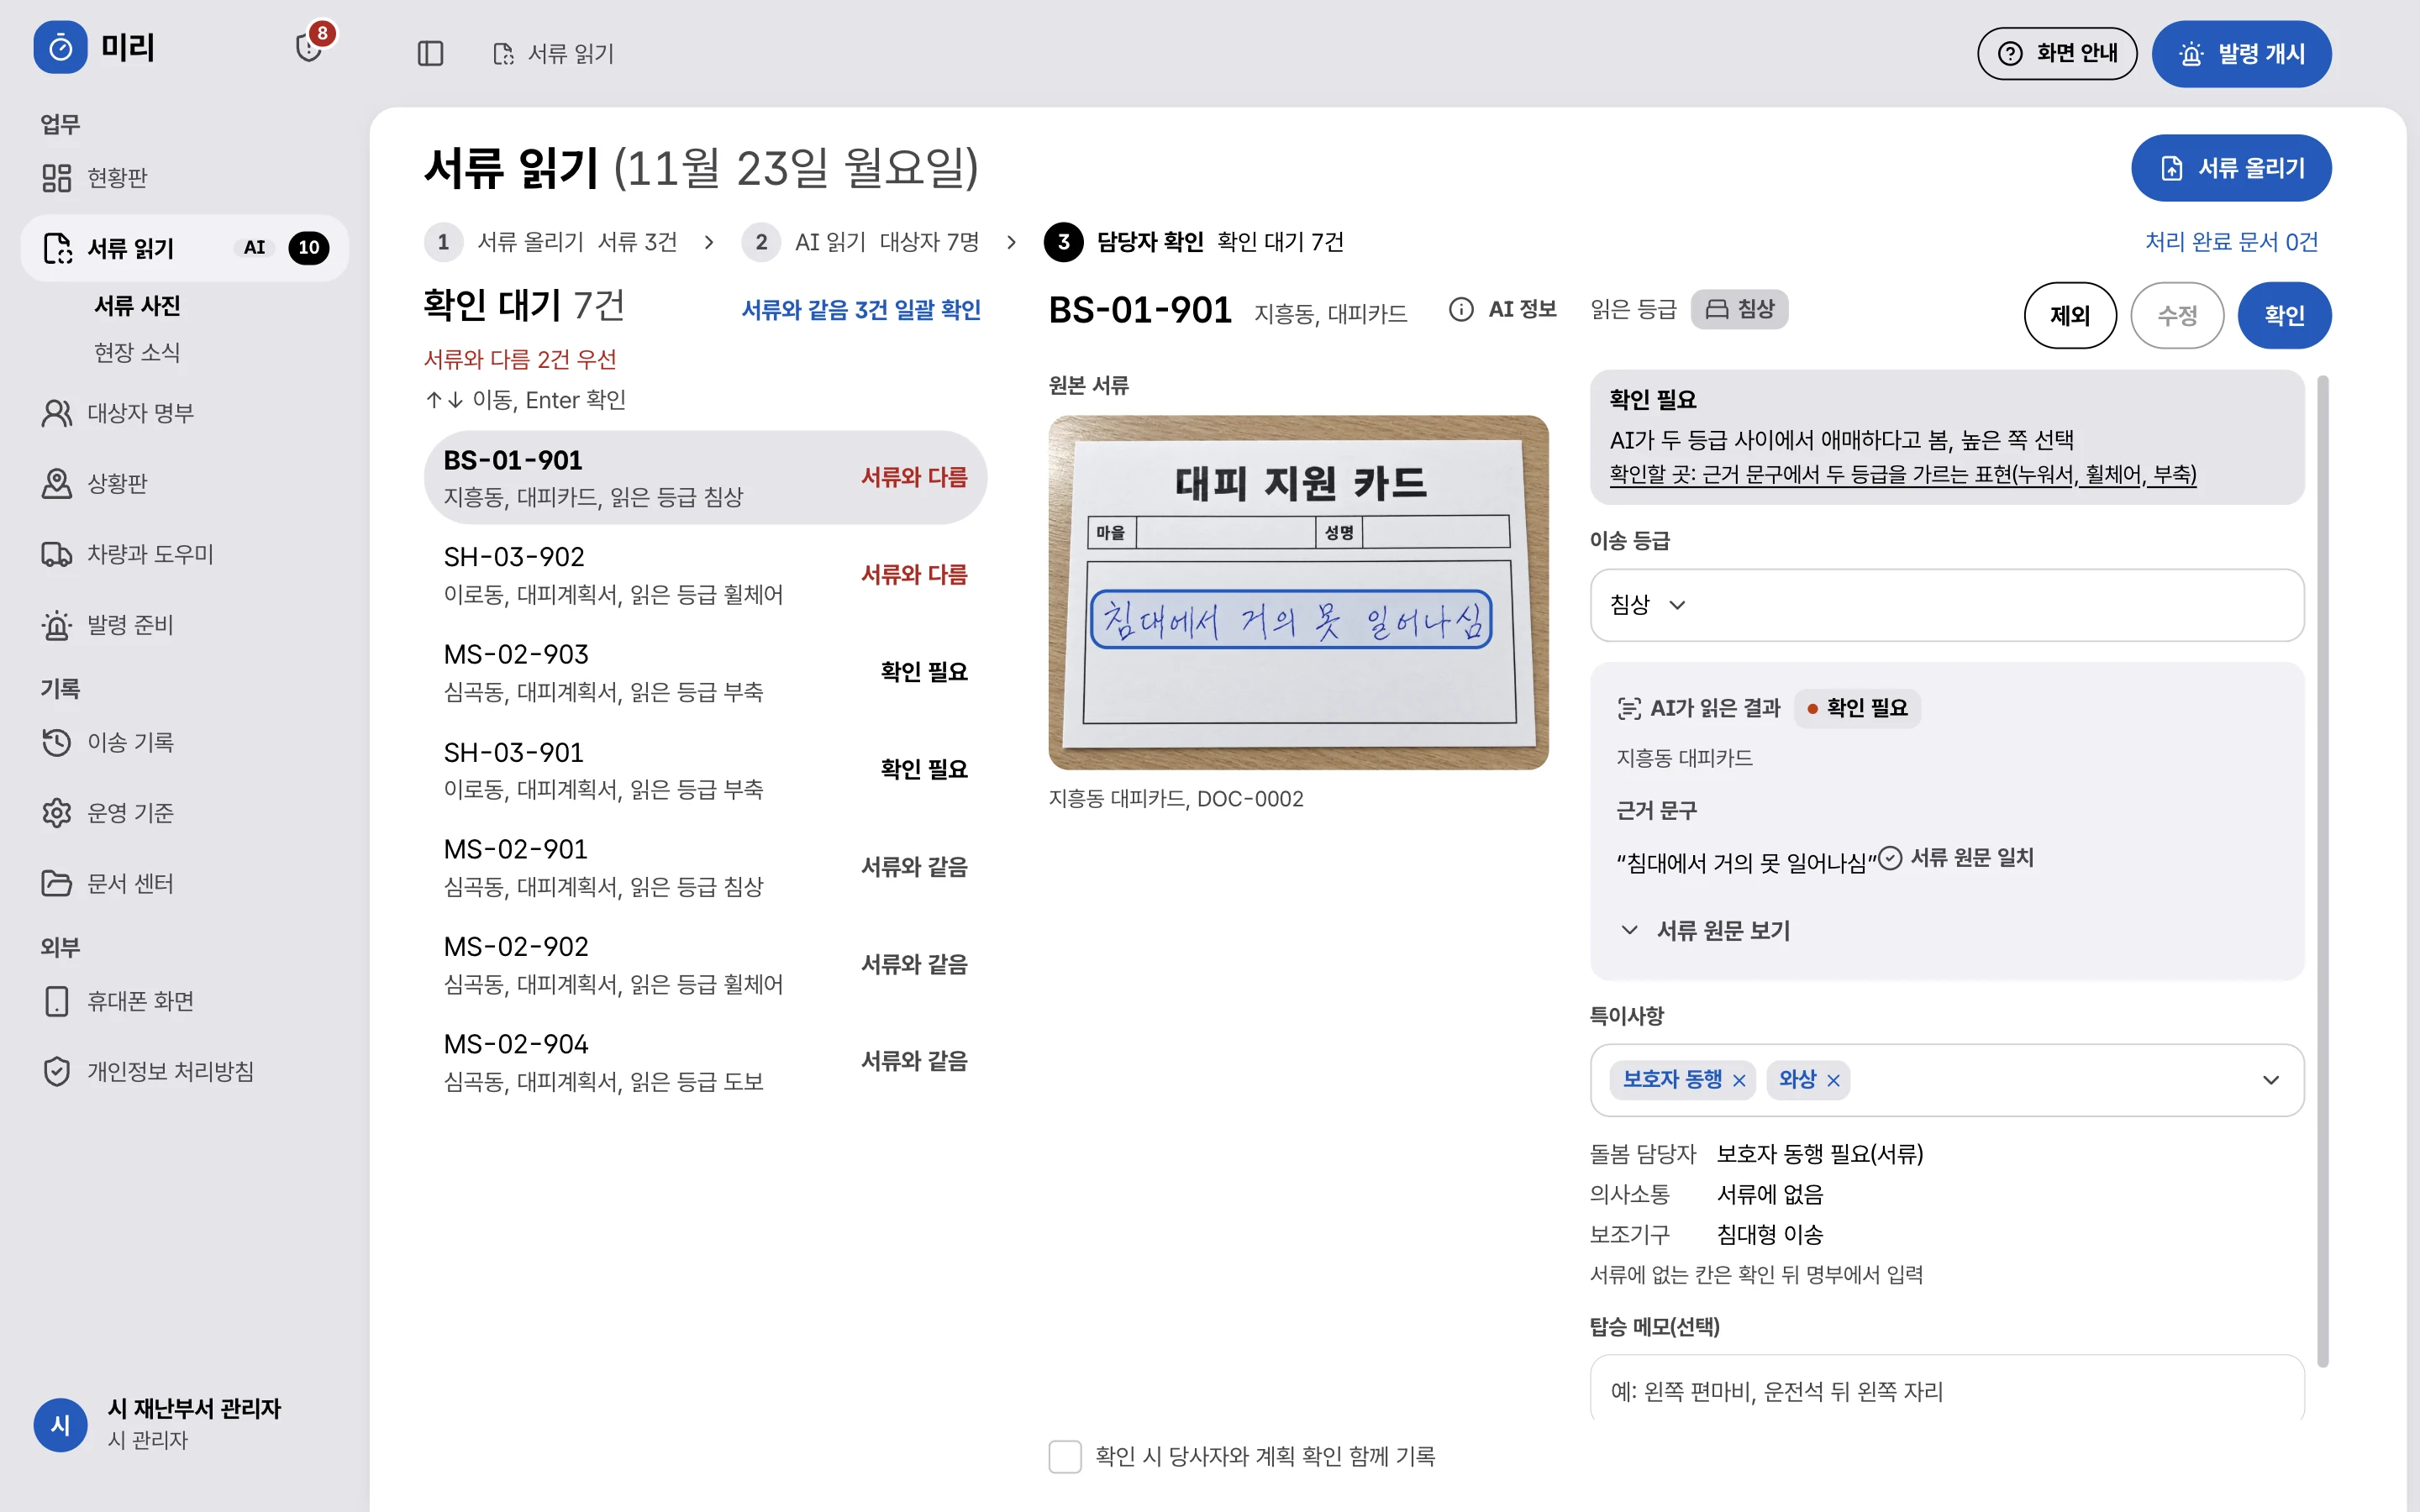 미리
8
업무
현황판
서류 읽기 AI 10
서류 사진
현장 소식
대상자 명부
상황판
차량과 도우미
발령 준비
기록
이송 기록
운영 기준
문서 센터
외부
휴대폰 화면
개인정보 처리방침
시
시 재난부서 관리자
시 관리자
서류 읽기
화면 안내
발령 개시
서류 읽기 (11월 23일 월요일)
서류 올리기
1 서류 올리기 서류 3건 > 2 AI 읽기 대상자 7명 > 3 담당자 확인 확인 대기 7건
처리 완료 문서 0건
확인 대기 7건
서류와 같음 3건 일괄 확인
서류와 다름 2건 우선
↑↓ 이동, Enter 확인
BS-01-901
지흥동, 대피카드, 읽은 등급 침상
서류와 다름
SH-03-902
이로동, 대피계획서, 읽은 등급 휠체어
서류와 다름
MS-02-903
심곡동, 대피계획서, 읽은 등급 부축
확인 필요
SH-03-901
이로동, 대피계획서, 읽은 등급 부축
확인 필요
MS-02-901
심곡동, 대피계획서, 읽은 등급 침상
서류와 같음
MS-02-902
심곡동, 대피계획서, 읽은 등급 휠체어
서류와 같음
MS-02-904
심곡동, 대피계획서, 읽은 등급 도보
서류와 같음
BS-01-901 지흥동, 대피카드
AI 정보
읽은 등급 침상
제외
수정
확인
원본 서류
대피 지원 카드
마을 성명
침대에서 거의 못 일어나심
지흥동 대피카드, DOC-0002
확인 필요
AI가 두 등급 사이에서 애매하다고 봄, 높은 쪽 선택
확인할 곳: 근거 문구에서 두 등급을 가르는 표현(누워서, 휠체어, 부축)
이송 등급
침상
AI가 읽은 결과 확인 필요
지흥동 대피카드
근거 문구
“침대에서 거의 못 일어나심” 서류 원문 일치
서류 원문 보기
특이사항
보호자 동행 × 와상 ×
돌봄 담당자 보호자 동행 필요(서류)
의사소통 서류에 없음
보조기구 침대형 이송
서류에 없는 칸은 확인 뒤 명부에서 입력
탑승 메모(선택)
예: 왼쪽 편마비, 운전석 뒤 왼쪽 자리
확인 시 당사자와 계획 확인 함께 기록